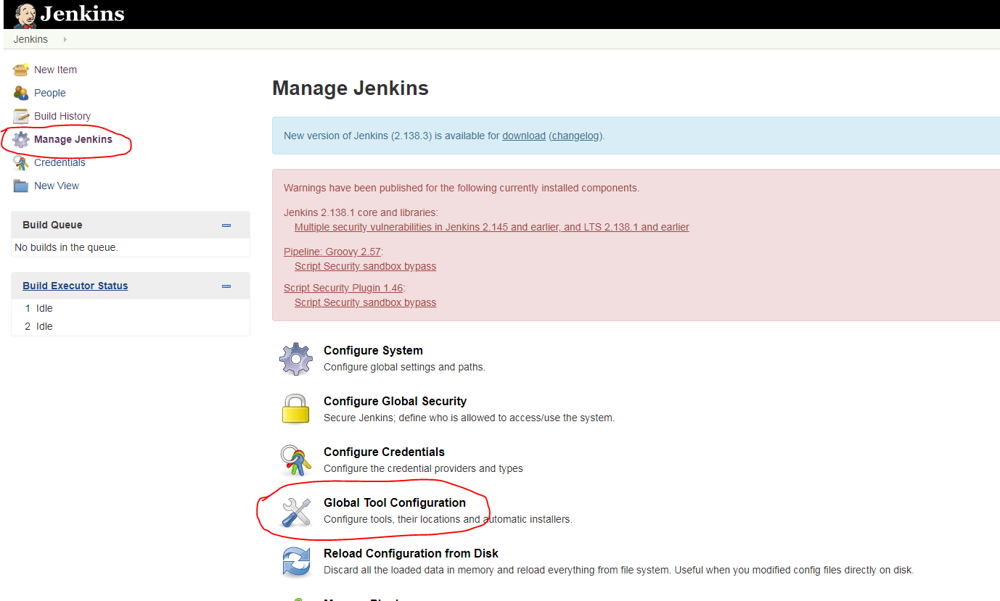 Jenkins
Jenkins
New Item
People
Build History
Manage Jenkins
Credentials
New View
Build Queue
No builds in the queue.
Build Executor Status
1 Idle
2 Idle
Manage Jenkins
New version of Jenkins (2.138.3) is available for download (changelog).
Warnings have been published for the following currently installed components.
Jenkins 2.138.1 core and libraries:
Multiple security vulnerabilities in Jenkins 2.145 and earlier, and LTS 2.138.1 and earlier
Pipeline: Groovy 2.57:
Script Security sandbox bypass
Script Security Plugin 1.46:
Script Security sandbox bypass
Configure System
Configure global settings and paths.
Configure Global Security
Secure Jenkins; define who is allowed to access/use the system.
Configure Credentials
Configure the credential providers and types
Global Tool Configuration
Configure tools, their locations and automatic installers.
Reload Configuration from Disk
Discard all the loaded data in memory and reload everything from file system. Useful when you modified config files directly on disk.